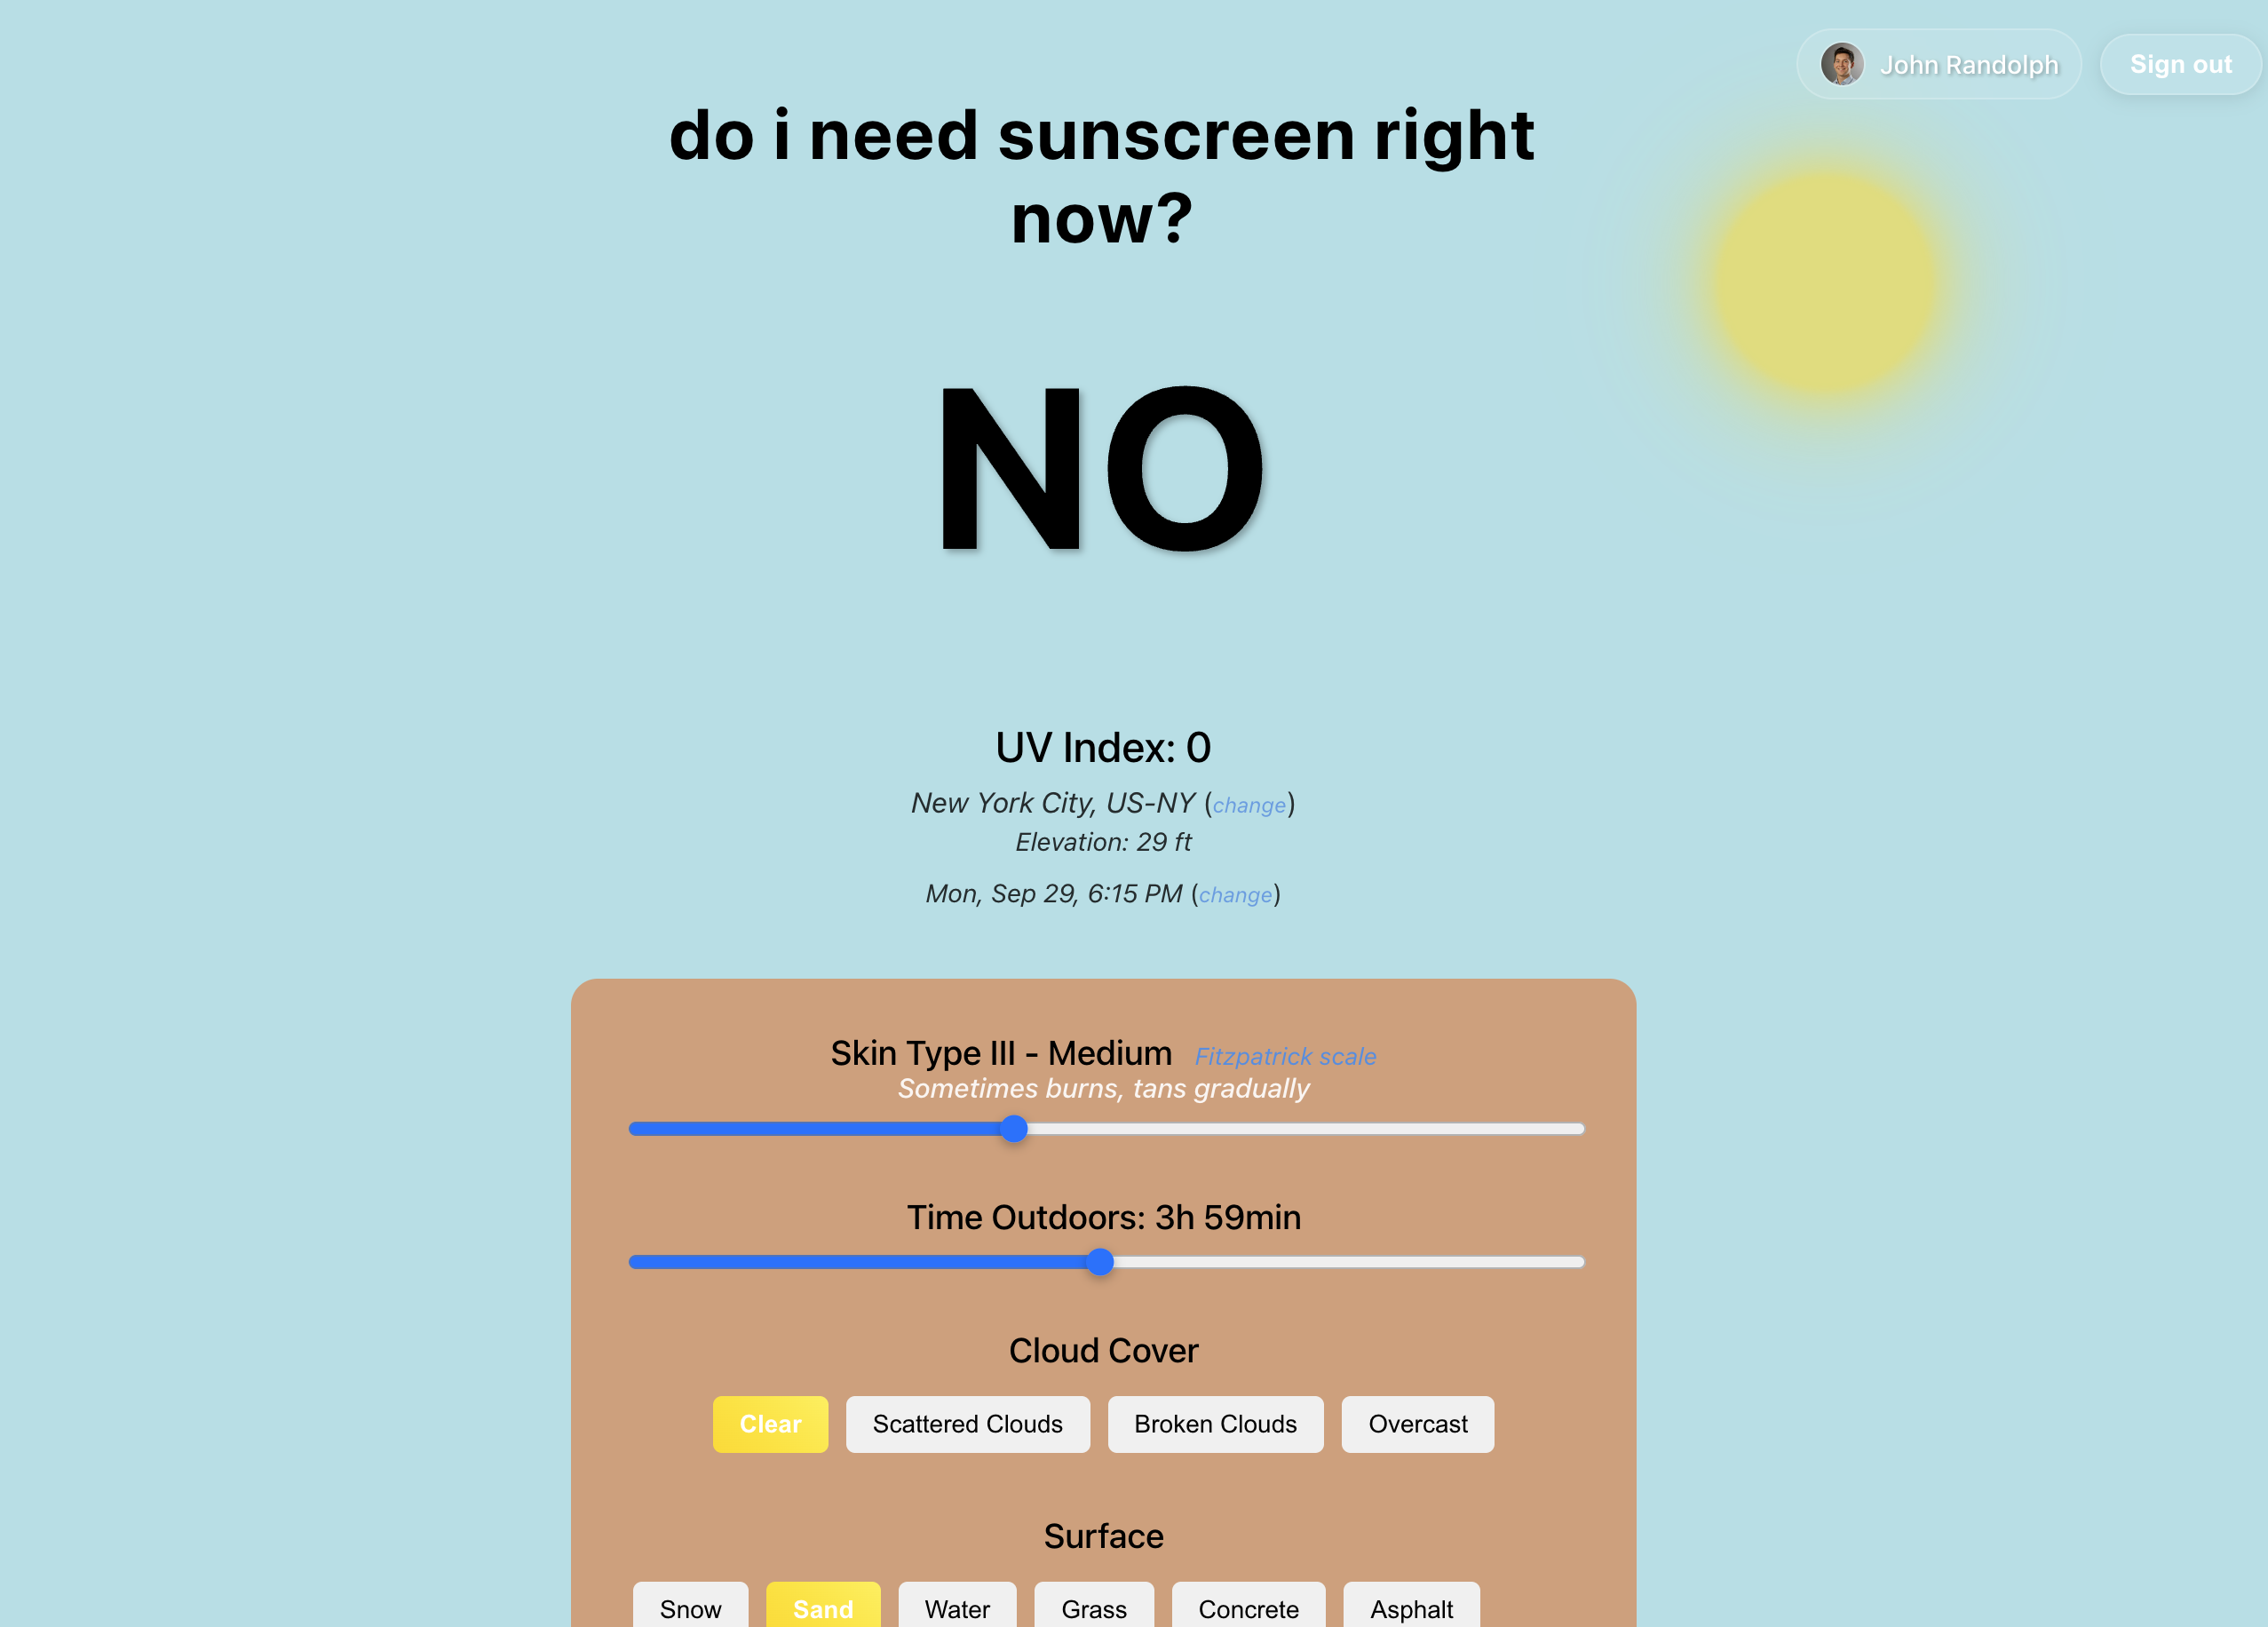 John Randolph
Sign out
do i need sunscreen right
now?
NO
UV Index: 0
New York City, US-NY (change)
Elevation: 29 ft
Mon, Sep 29, 6:15 PM (change)
Skin Type III - Medium Fitzpatrick scale
Sometimes burns, tans gradually
Time Outdoors: 3h 59min
Cloud Cover
Clear Scattered Clouds Broken Clouds Overcast
Surface
Snow Sand Water Grass Concrete Asphalt